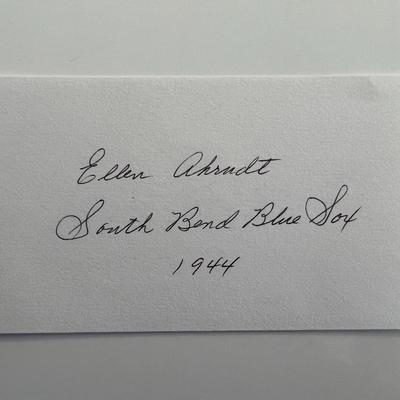 Ellen Ahrndt
South Bend Blue Sox
1944